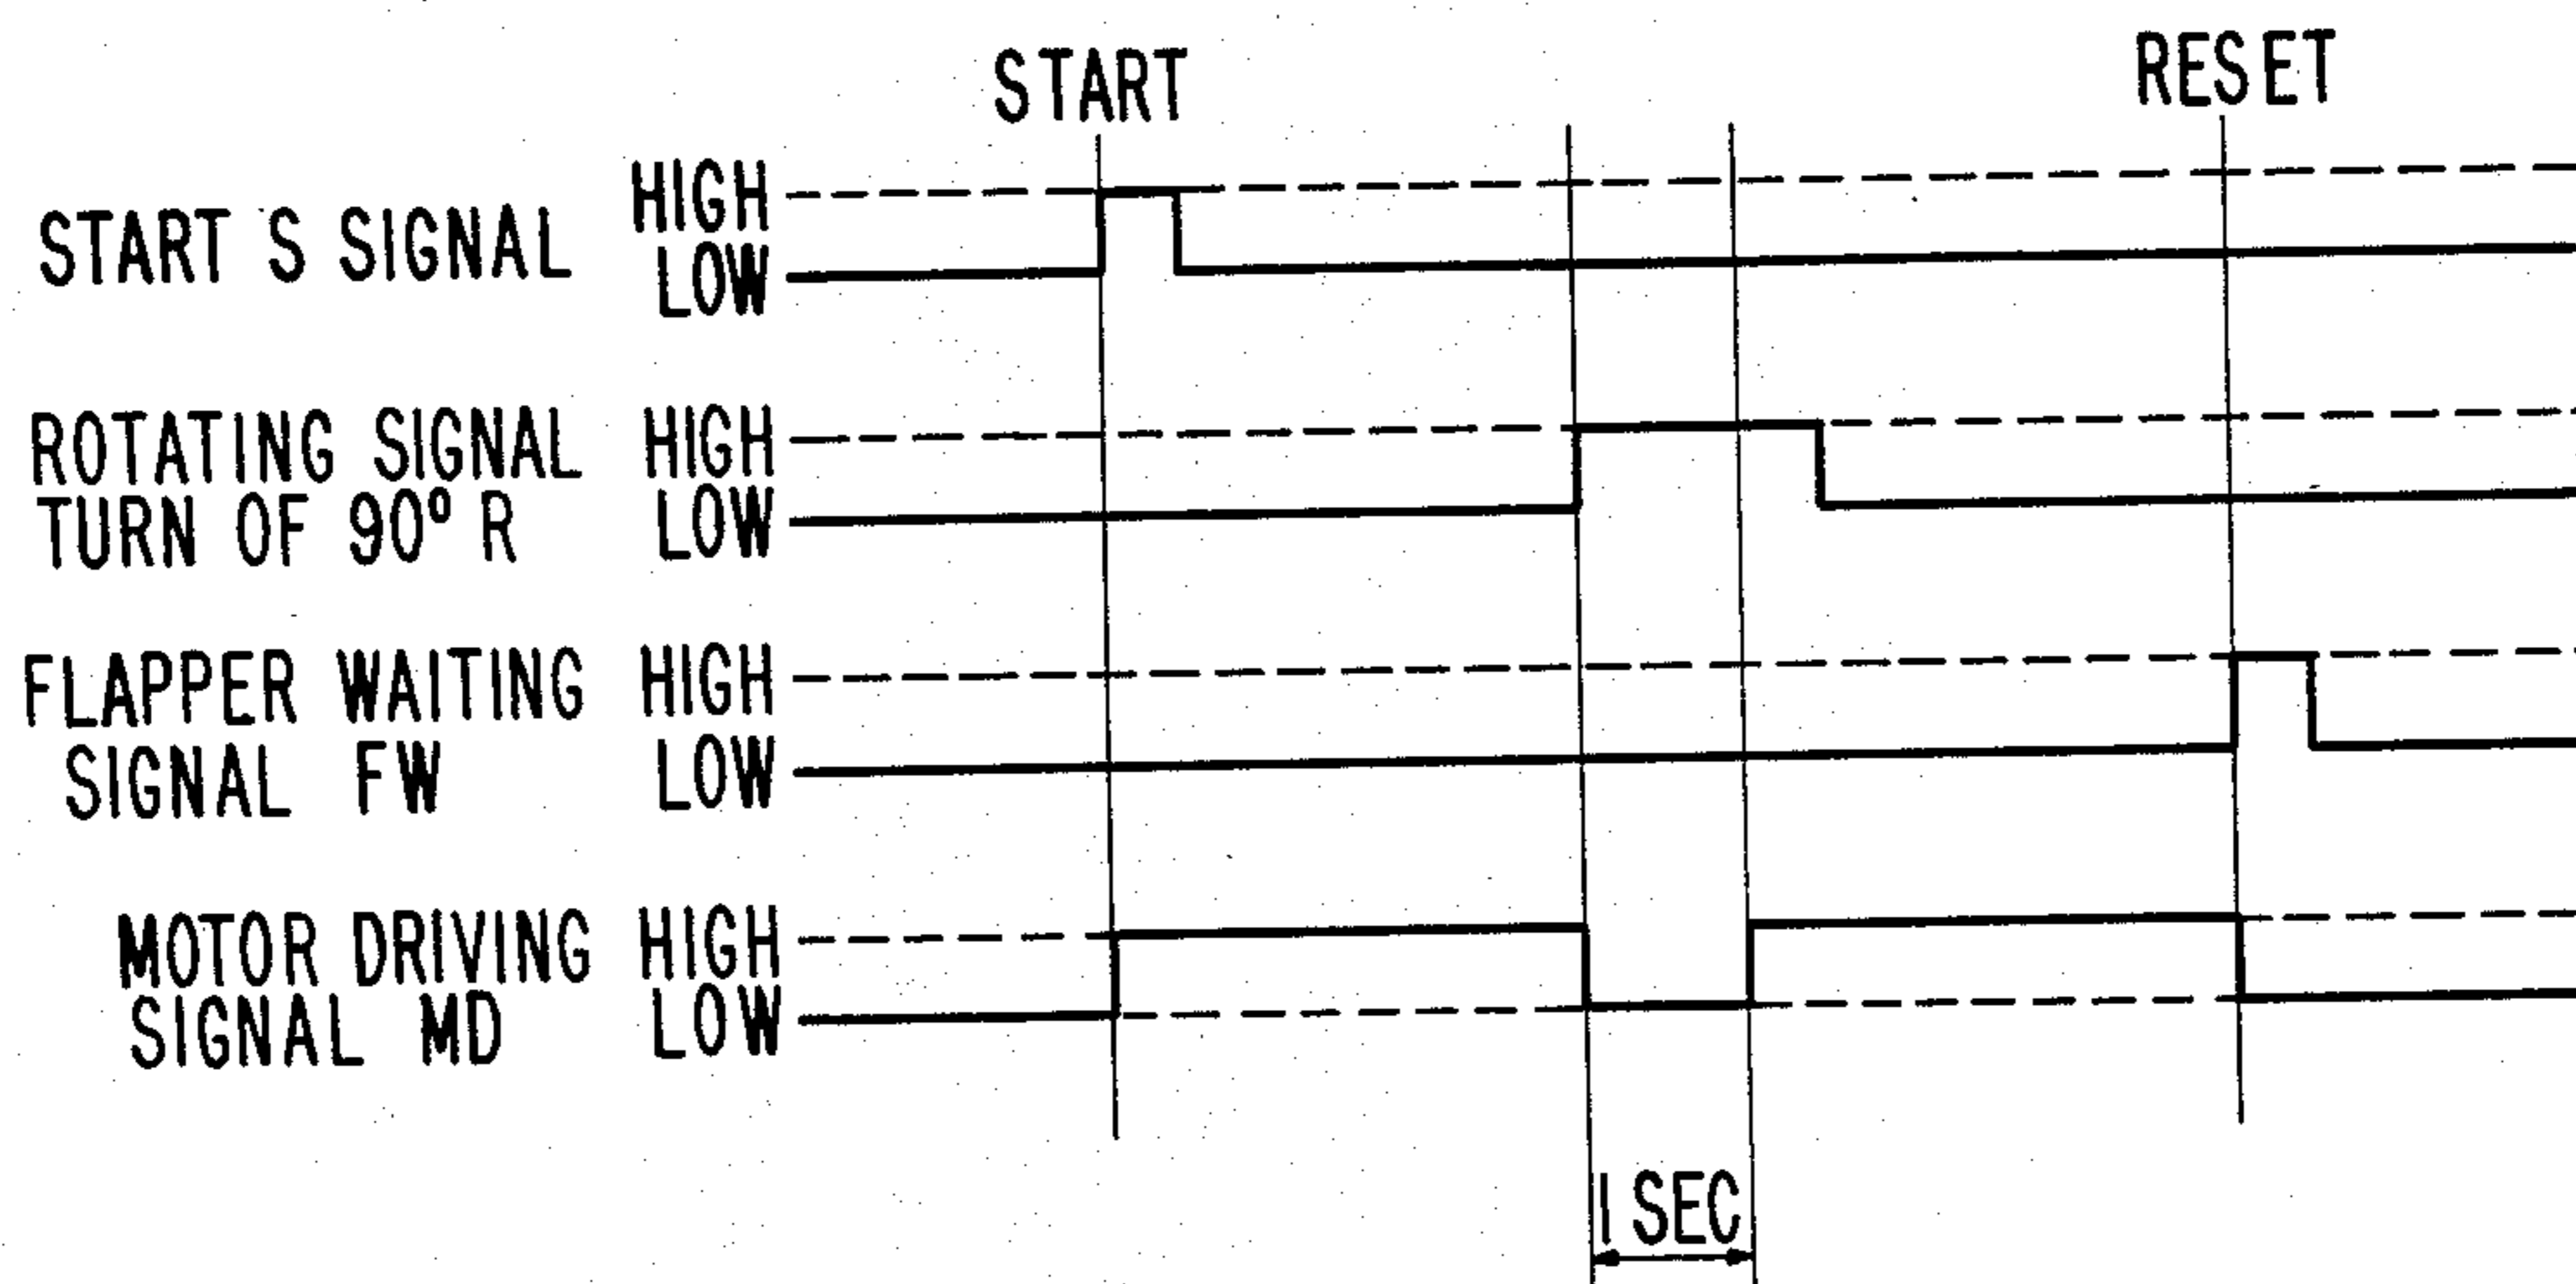 START
RESET
START S SIGNAL
HIGH
LOW
ROTATING SIGNAL
TURN OF 90° R
HIGH
LOW
FLAPPER WAITING
SIGNAL FW
HIGH
LOW
MOTOR DRIVING
SIGNAL MD
HIGH
LOW
1 SEC